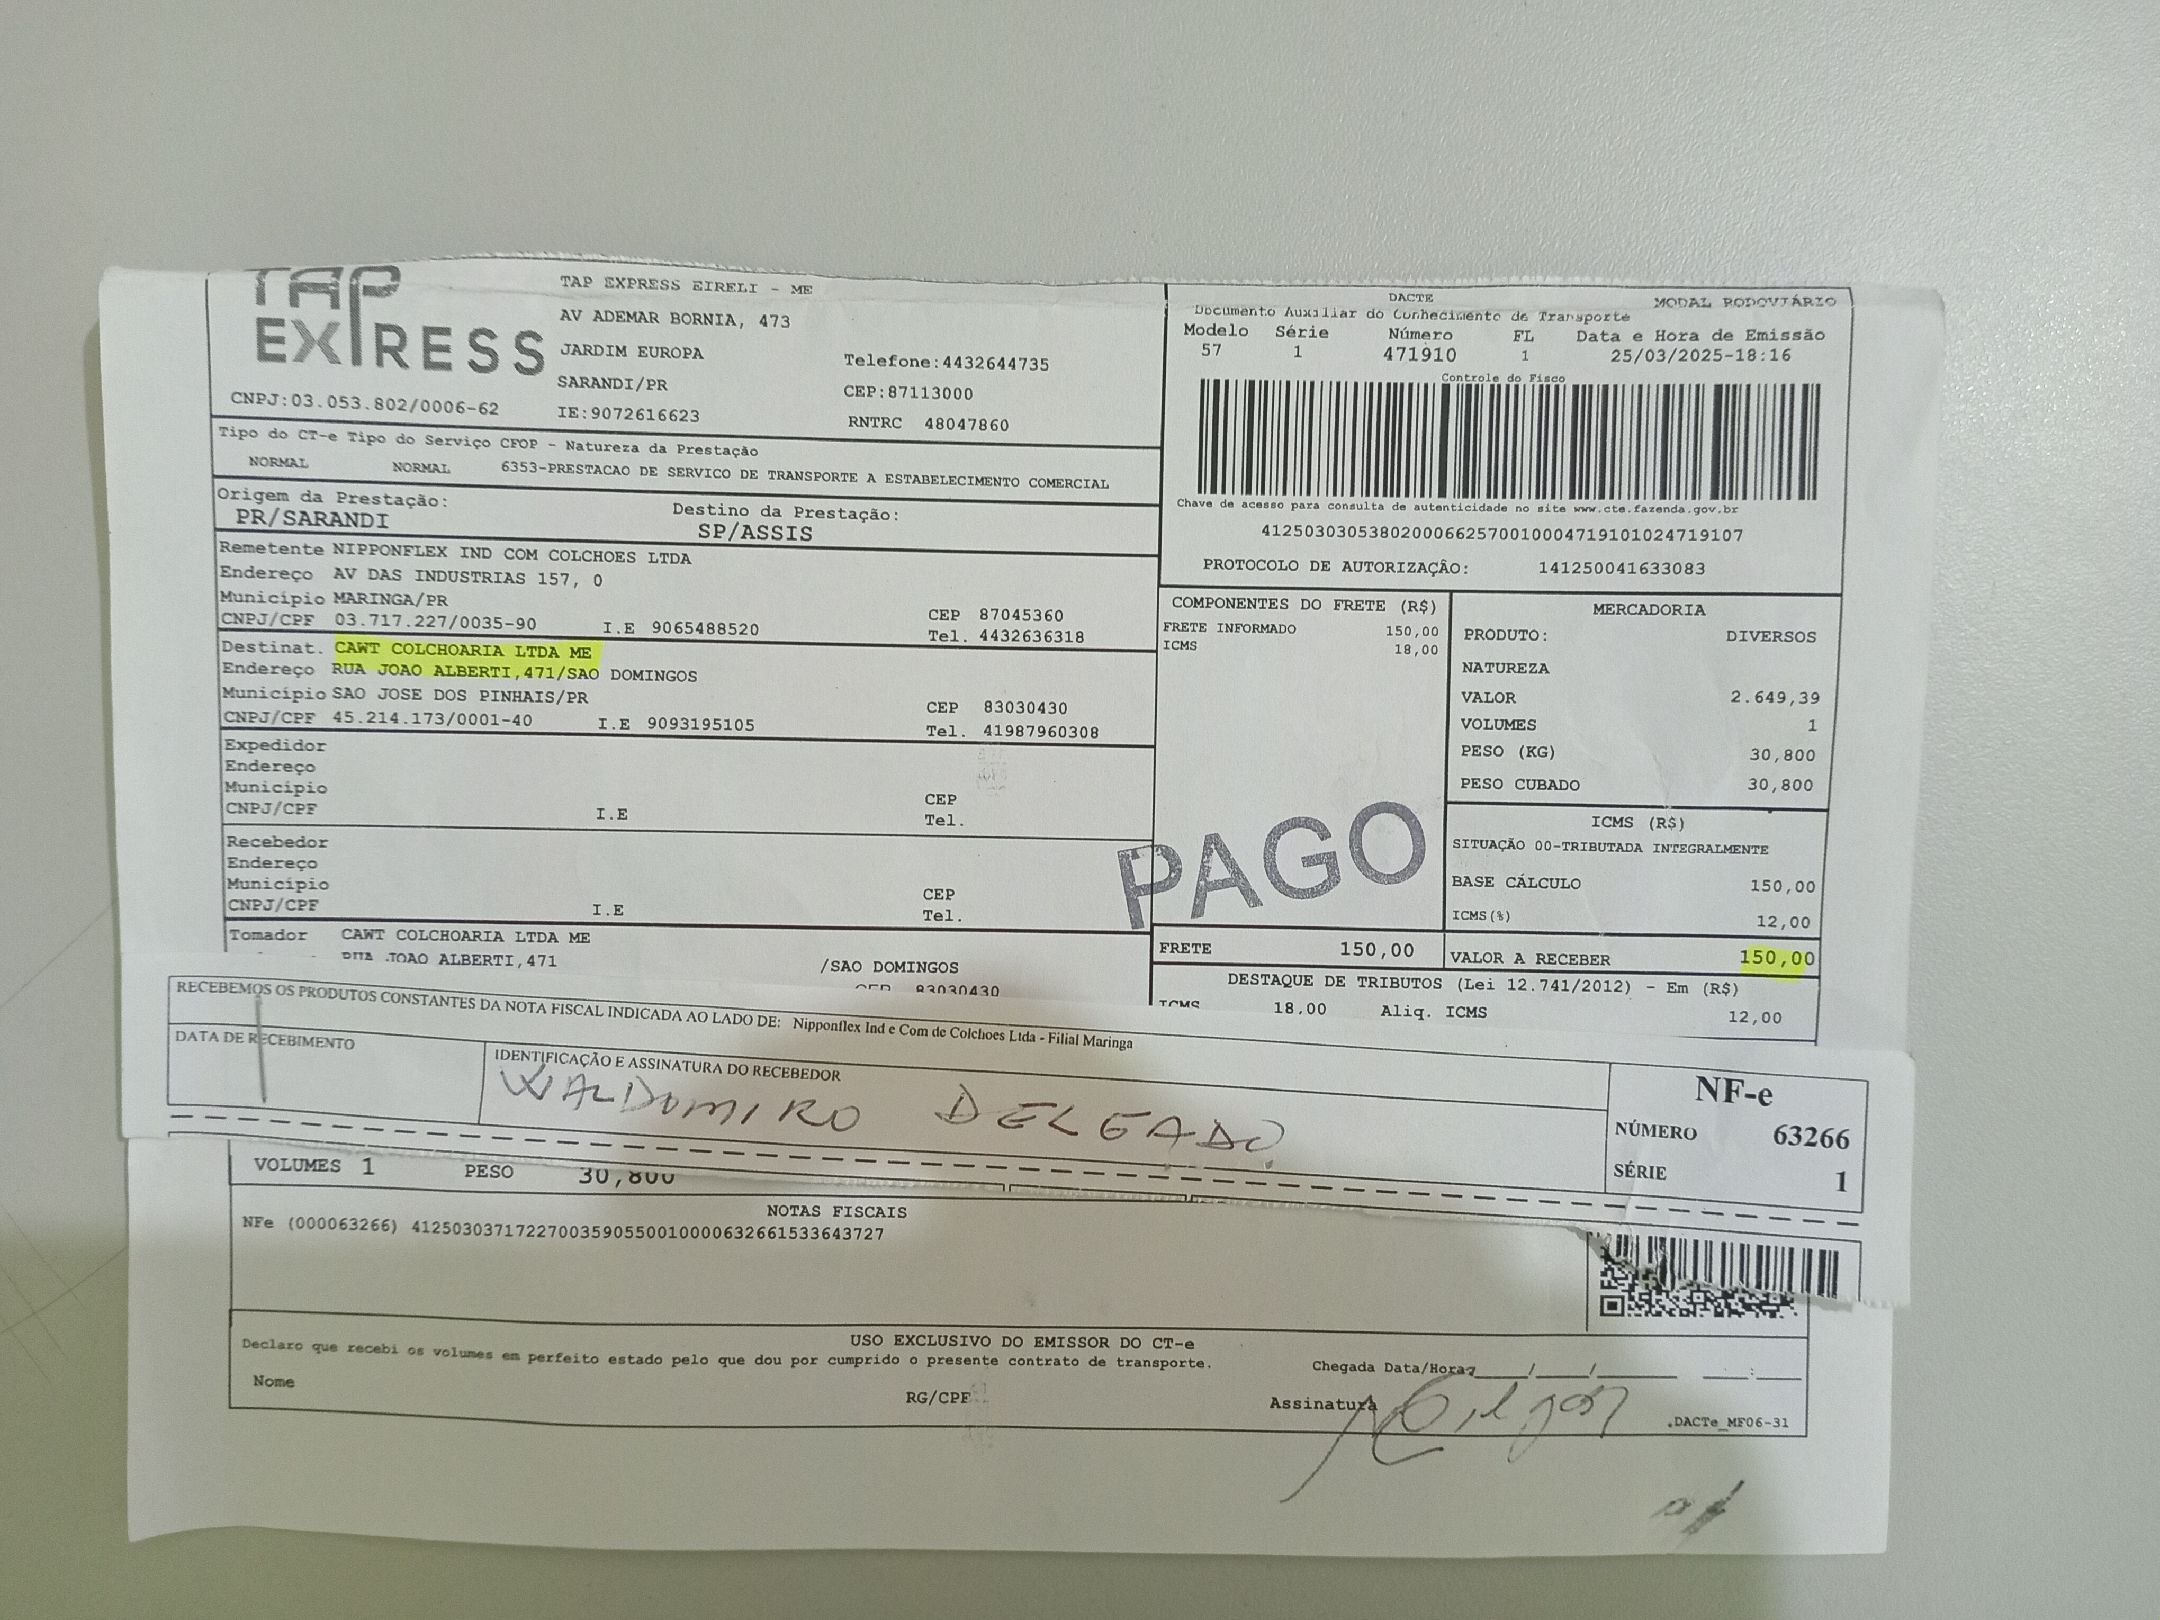 TAP EXPRESS
CNPJ:03.053.802/0006-62
TAP EXPRESS EIRELI - ME
AV ADEMAR BORNIA, 473
JARDIM EUROPA
SARANDI/PR
IE:9072616623
Telefone:4432644735
CEP:87113000
RNTRC 48047860
DACTE
MODAL RODOVIÁRIO
Documento Auxiliar do Conhecimento de Transporte
Modelo Série Número FL Data e Hora de Emissão
57 1 471910 1 25/03/2025-18:16
Controle do Fisco
Chave de acesso para consulta de autenticidade no site www.cte.fazenda.gov.br
41250303053802000662570010004719101024719107
PROTOCOLO DE AUTORIZAÇÃO: 141250041633083
Tipo do CT-e Tipo do Serviço CFOP - Natureza da Prestação
NORMAL NORMAL 6353-PRESTACAO DE SERVICO DE TRANSPORTE A ESTABELECIMENTO COMERCIAL
Origem da Prestação: Destino da Prestação:
PR/SARANDI SP/ASSIS
Remetente NIPPONFLEX IND COM COLCHOES LTDA
Endereço AV DAS INDUSTRIAS 157, 0
Município MARINGA/PR CEP 87045360
CNPJ/CPF 03.717.227/0035-90 I.E 9065488520 Tel. 4432636318
Destinat. CAWT COLCHOARIA LTDA ME
Endereço RUA JOAO ALBERTI,471/SAO DOMINGOS
Município SAO JOSE DOS PINHAIS/PR CEP 83030430
CNPJ/CPF 45.214.173/0001-40 I.E 9093195105 Tel. 41987960308
Expedidor
Endereço
Município CEP
CNPJ/CPF I.E Tel.
Recebedor
Endereço
Município CEP
CNPJ/CPF I.E Tel.
Tomador CAWT COLCHOARIA LTDA ME
RUA JOAO ALBERTI,471 /SAO DOMINGOS
CEP 83030430
COMPONENTES DO FRETE (R$)
FRETE INFORMADO 150,00
ICMS 18,00
PAGO
FRETE 150,00
MERCADORIA
PRODUTO: DIVERSOS
NATUREZA
VALOR 2.649,39
VOLUMES 1
PESO (KG) 30,800
PESO CUBADO 30,800
ICMS (R$)
SITUAÇÃO 00-TRIBUTADA INTEGRALMENTE
BASE CÁLCULO 150,00
ICMS(%) 12,00
VALOR A RECEBER 150,00
DESTAQUE DE TRIBUTOS (Lei 12.741/2012) - Em (R$)
ICMS 18,00 Aliq. ICMS 12,00
RECEBEMOS OS PRODUTOS CONSTANTES DA NOTA FISCAL INDICADA AO LADO DE: Nipponflex Ind e Com de Colchoes Ltda - Filial Maringa
DATA DE RECEBIMENTO
IDENTIFICAÇÃO E ASSINATURA DO RECEBEDOR
WALDOMIRO DELGADO
NF-e
NÚMERO 63266
SÉRIE 1
VOLUMES 1 PESO 30,800
NOTAS FISCAIS
NFe (000063266) 41250303717227003590550010000632661533643727
USO EXCLUSIVO DO EMISSOR DO CT-e
Declaro que recebi os volumes em perfeito estado pelo que dou por cumprido o presente contrato de transporte.
Chegada Data/Hora: ____/____/______ ____:____
Nome RG/CPF Assinatura
.DACTe_MF06-31